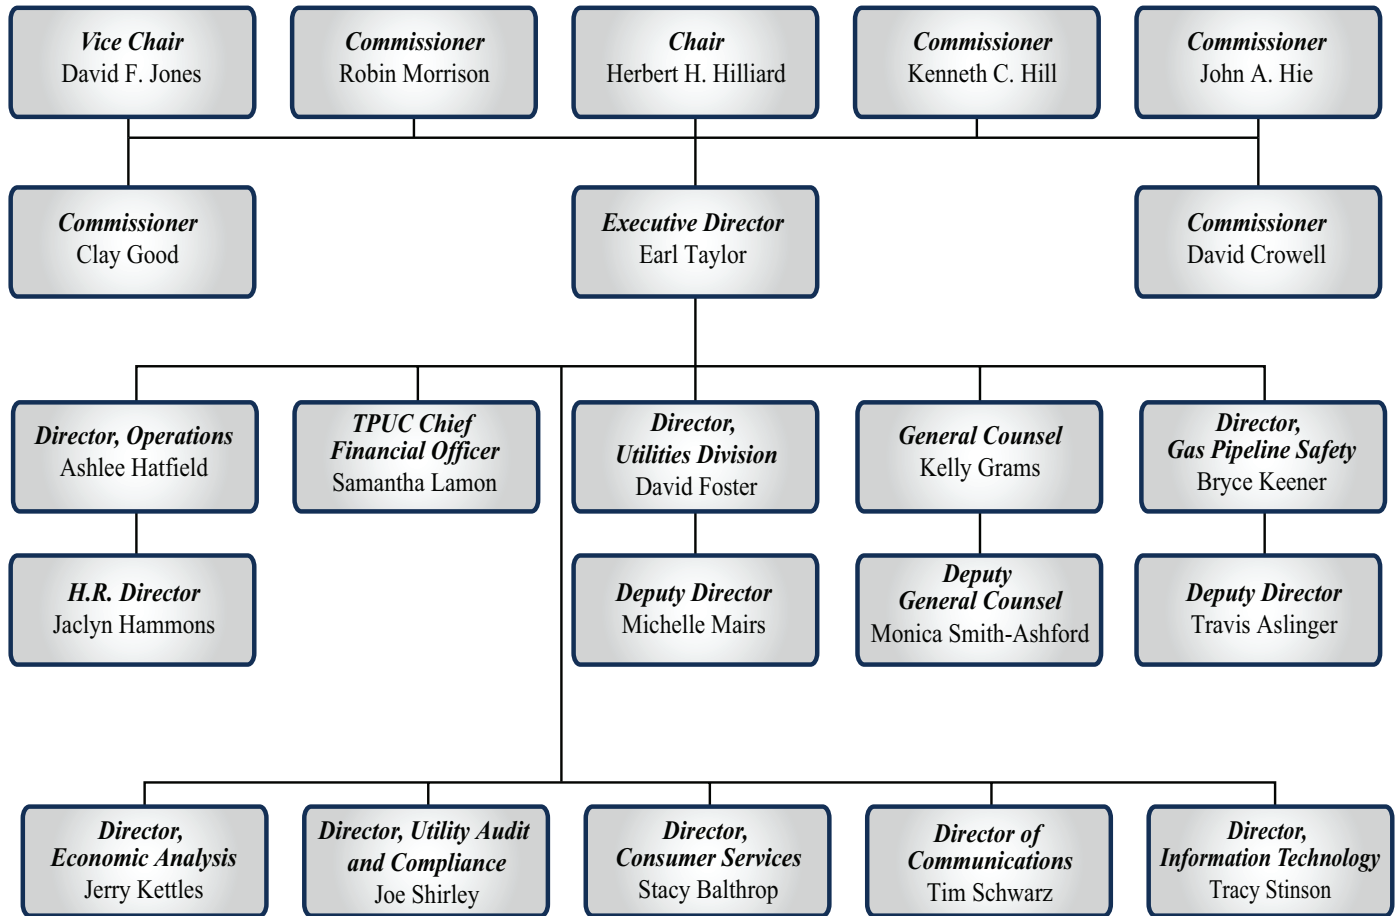 Vice Chair
David F. Jones
Commissioner
Robin Morrison
Chair
Herbert H. Hilliard
Commissioner
Kenneth C. Hill
Commissioner
John A. Hie
Commissioner
Clay Good
Executive Director
Earl Taylor
Commissioner
David Crowell
Director, Operations
Ashlee Hatfield
TPUC Chief
Financial Officer
Samantha Lamon
Director,
Utilities Division
David Foster
General Counsel
Kelly Grams
Director,
Gas Pipeline Safety
Bryce Keener
H.R. Director
Jaclyn Hammons
Deputy Director
Michelle Mairs
Deputy
General Counsel
Monica Smith-Ashford
Deputy Director
Travis Aslinger
Director,
Economic Analysis
Jerry Kettles
Director, Utility Audit
and Compliance
Joe Shirley
Director,
Consumer Services
Stacy Balthrop
Director of
Communications
Tim Schwarz
Director,
Information Technology
Tracy Stinson